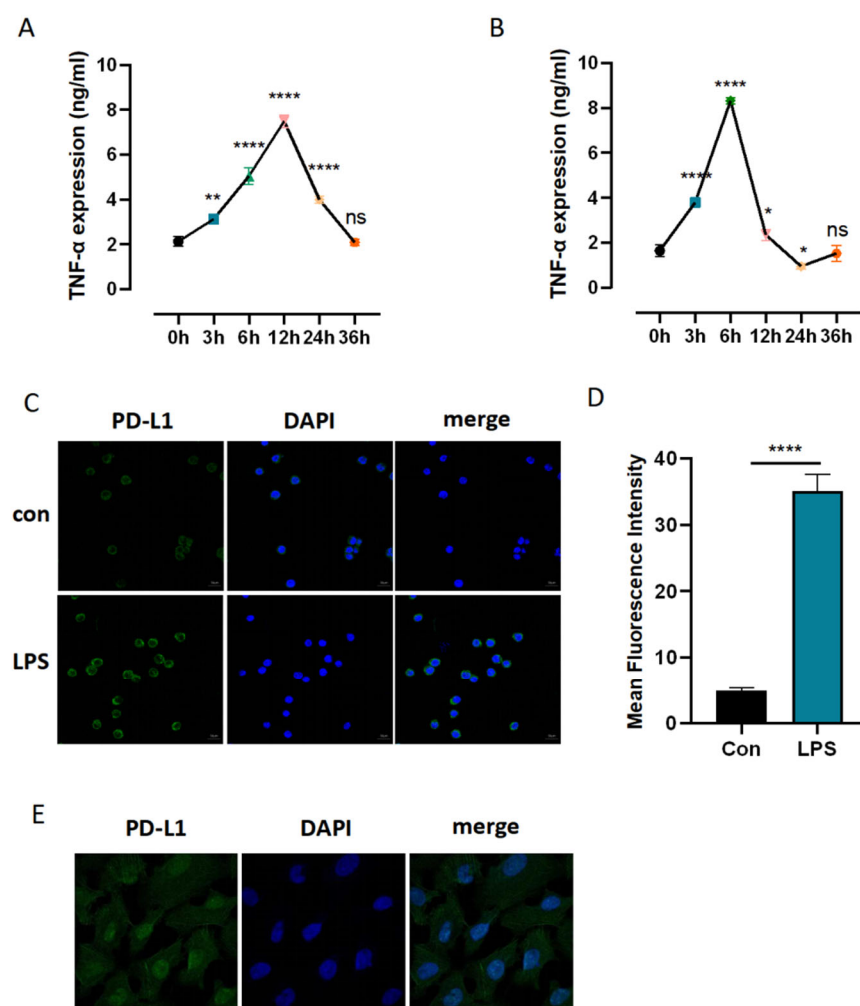 A
TNF-α expression (ng/ml)
10
8
6
4
2
0
**
****
****
****
ns
0h 3h 6h 12h 24h 36h
B
TNF-α expression (ng/ml)
10
8
6
4
2
0
****
****
*
*
ns
0h 3h 6h 12h 24h 36h
C
PD-L1 DAPI merge
con
LPS
D
Mean Fluorescence Intensity
40
30
20
10
0
****
Con LPS
E
PD-L1 DAPI merge